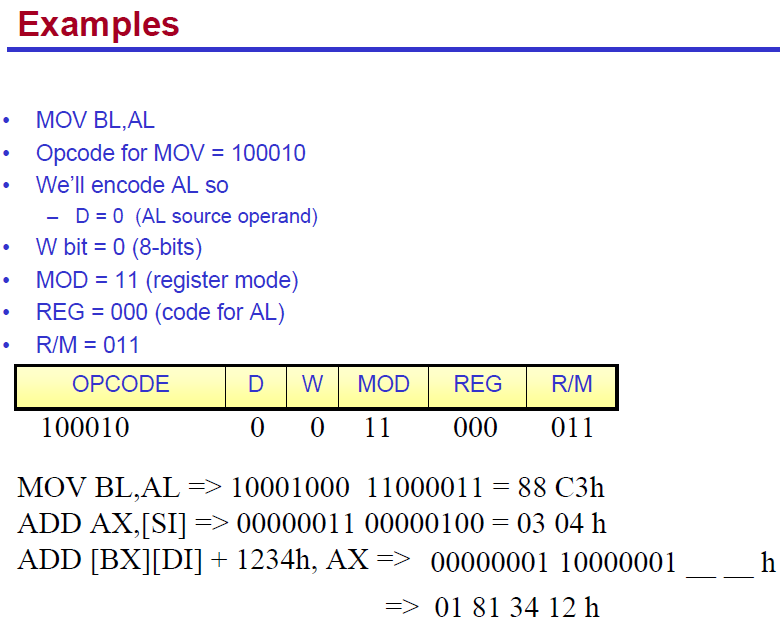 Examples
• MOV BL,AL
• Opcode for MOV = 100010
• We'll encode AL so
– D = 0 (AL source operand)
• W bit = 0 (8-bits)
• MOD = 11 (register mode)
• REG = 000 (code for AL)
• R/M = 011
OPCODE D W MOD REG R/M
100010 0 0 11 000 011
MOV BL,AL => 10001000 11000011 = 88 C3h
ADD AX,[SI] => 00000011 00000100 = 03 04 h
ADD [BX][DI] + 1234h, AX => 00000001 10000001 __ __ h
=> 01 81 34 12 h